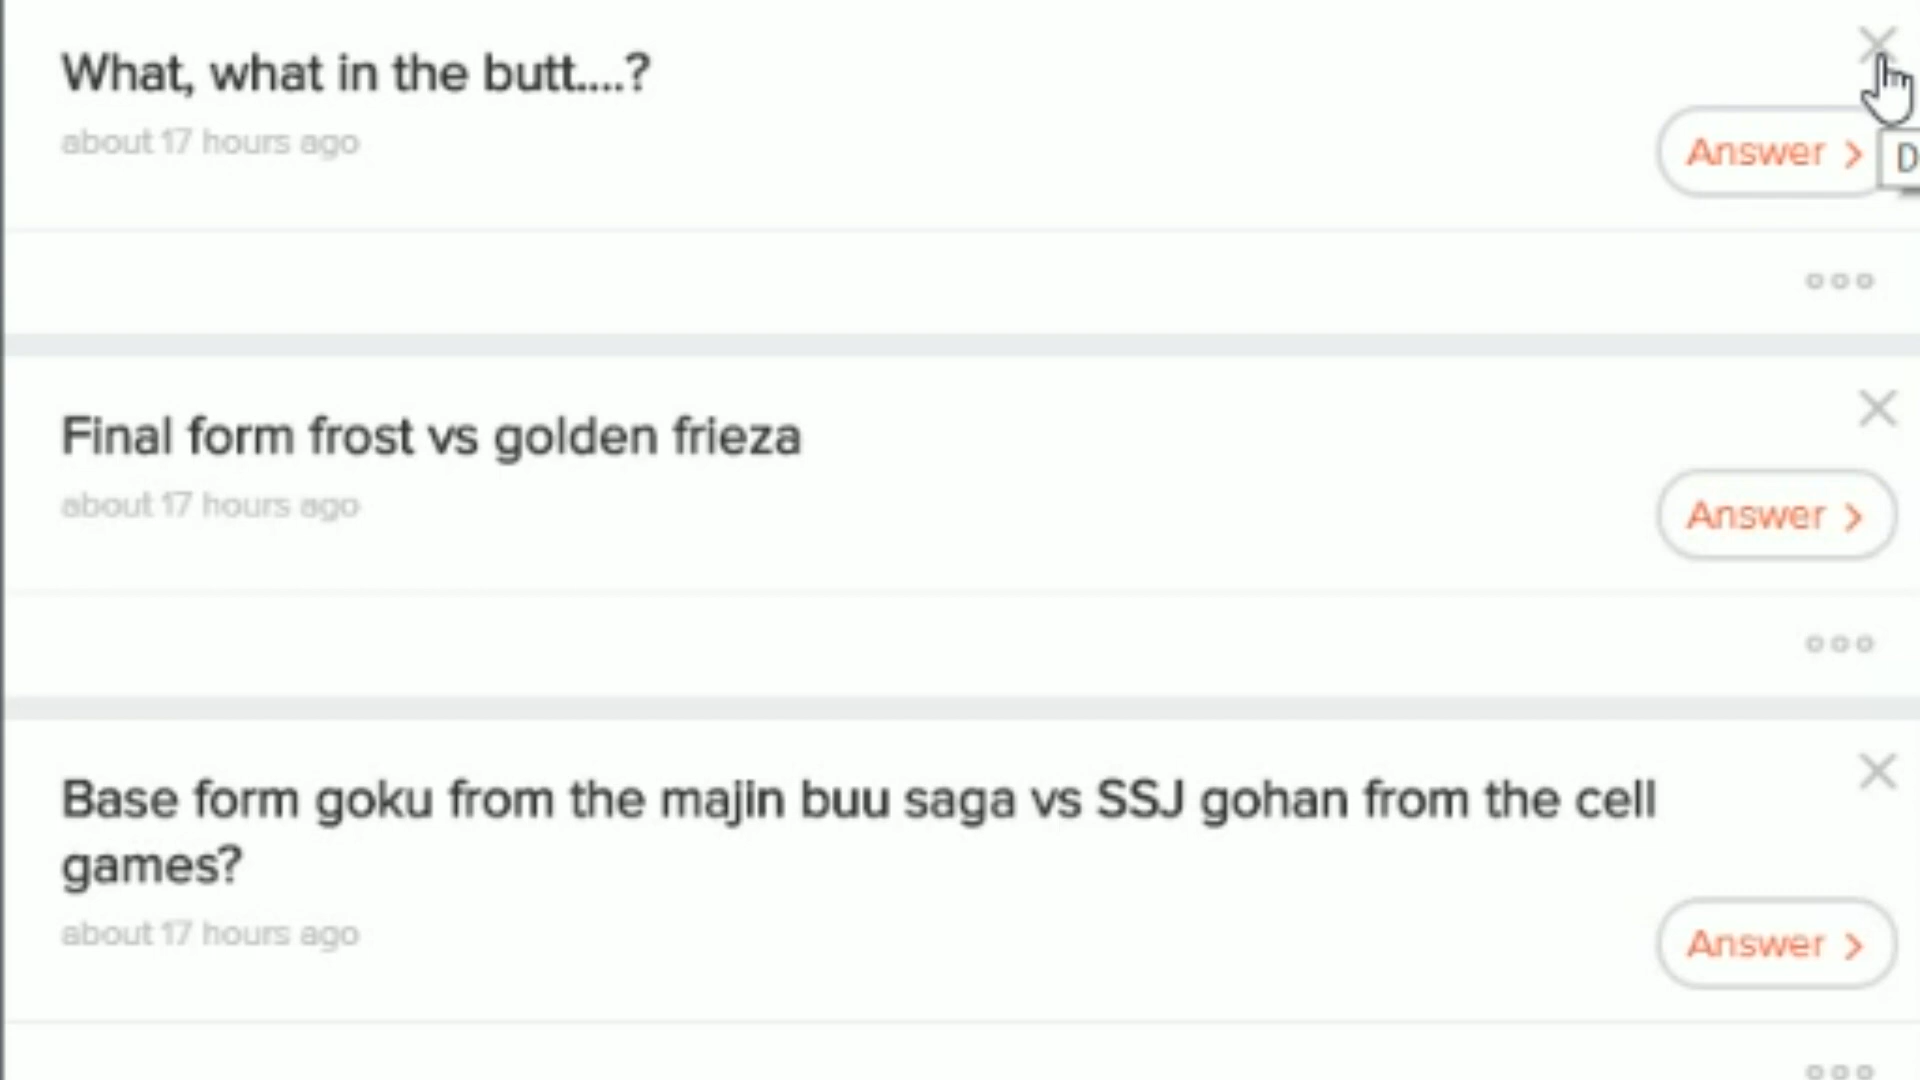 What, what in the butt....?
about 17 hours ago
Answer
D
Final form frost vs golden frieza
about 17 hours ago
Answer
Base form goku from the majin buu saga vs SSJ gohan from the cell
games?
about 17 hours ago
Answer